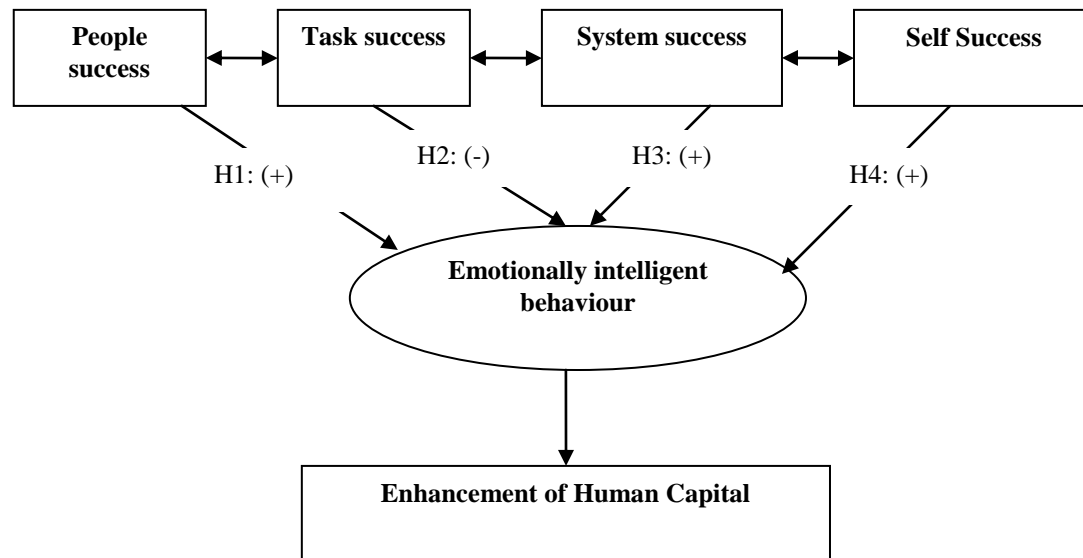 People
success
Task success
System success
Self Success
H1: (+)
H2: (-)
H3: (+)
H4: (+)
Emotionally intelligent
behaviour
Enhancement of Human Capital